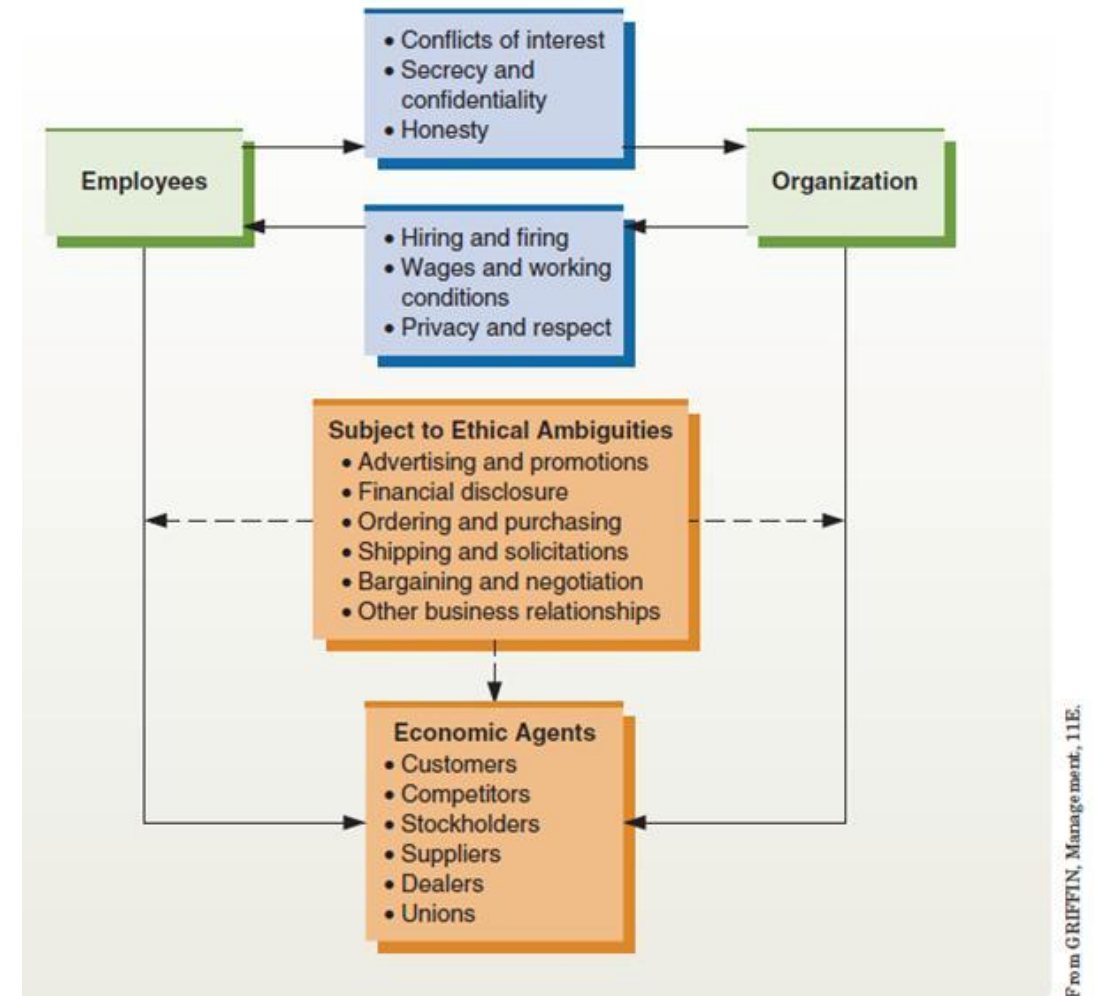 • Conflicts of interest
• Secrecy and
confidentiality
• Honesty
Employees
Organization
• Hiring and firing
• Wages and working
conditions
• Privacy and respect
Subject to Ethical Ambiguities
• Advertising and promotions
• Financial disclosure
• Ordering and purchasing
• Shipping and solicitations
• Bargaining and negotiation
• Other business relationships
Economic Agents
• Customers
• Competitors
• Stockholders
• Suppliers
• Dealers
• Unions
From GRIFFIN, Management, 11E.